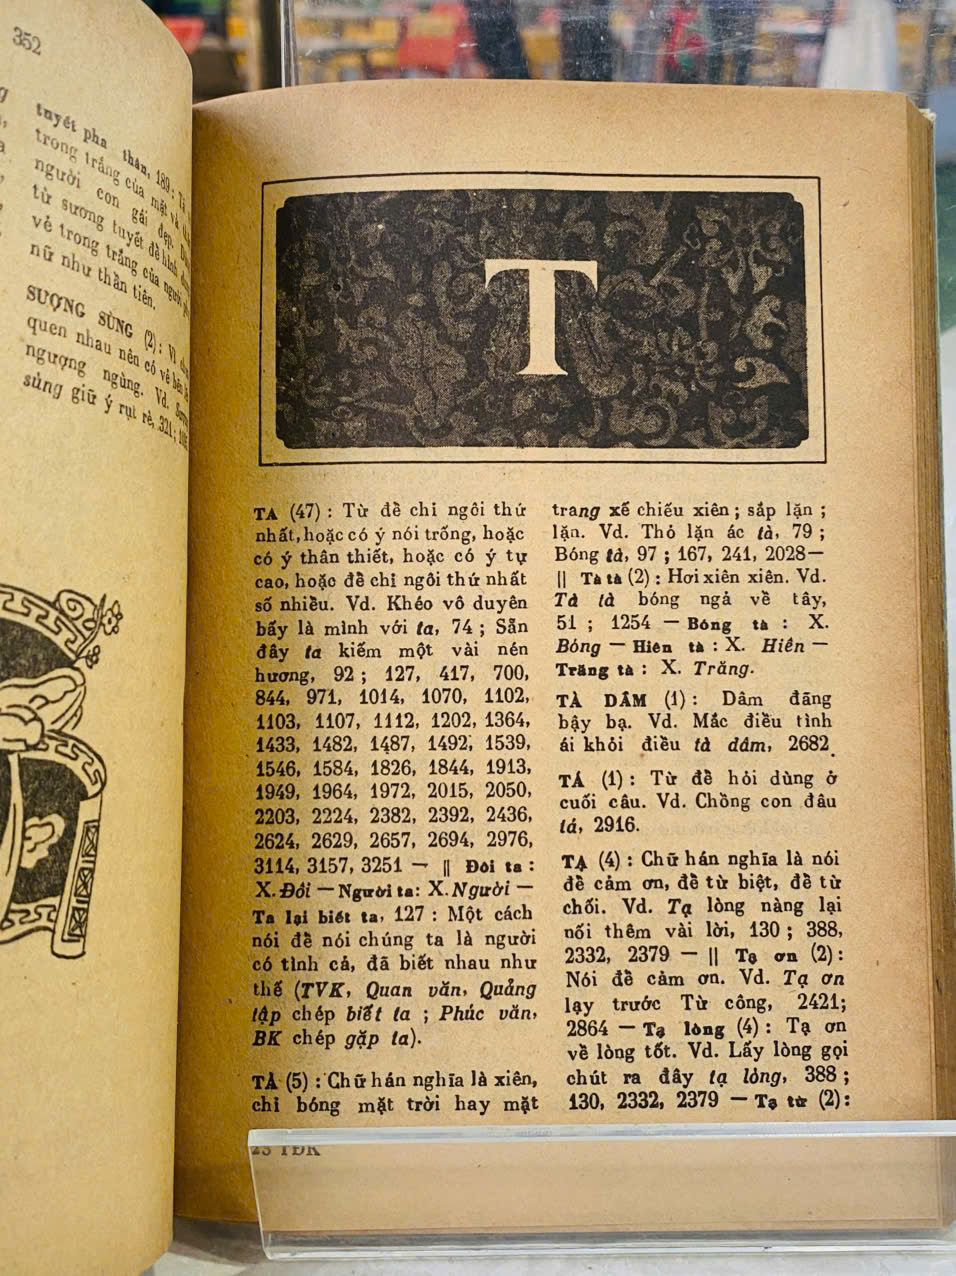 352
tuyết pha thân, 189 : Tả
trong trắng của mặt và
người con gái đẹp.
từ sương tuyết để hình
vẻ trong trắng của người
nữ như thần tiên.
SƯỢNG SÙNG (2) : Vì
quen nhau nên có vẻ bẽn
ngượng ngùng. Vd.
sùng giữ ý rụt rè, 321;
T
TA (47) : Từ để chỉ ngôi thứ
nhất, hoặc có ý nói trống, hoặc
có ý thân thiết, hoặc có ý tự
cao, hoặc để chỉ ngôi thứ nhất
số nhiều. Vd. Khéo vô duyên
bấy là mình với ta, 74 ; Sẵn
đây ta kiếm một vài nén
hương, 92 ; 127, 417, 700,
844, 971, 1014, 1070, 1102,
1103, 1107, 1112, 1202, 1364,
1433, 1482, 1487, 1492, 1539,
1546, 1584, 1826, 1844, 1913,
1949, 1964, 1972, 2015, 2050,
2203, 2224, 2382, 2392, 2436,
2624, 2629, 2657, 2694, 2976,
3114, 3157, 3251 — || Đôi ta :
X. Đôi — Người ta: X. Người —
Ta lại biết ta, 127 : Một cách
nói để nói chúng ta là người
có tình cả, đã biết nhau như
thế (TVK, Quan văn, Quảng
tập chép biết ta ; Phúc văn,
BK chép gặp ta).
TÀ (5) : Chữ hán nghĩa là xiên,
chỉ bóng mặt trời hay mặt
trang xế chiếu xiên ; sắp lặn ;
lặn. Vd. Thỏ lặn ác tà, 79 ;
Bóng tà, 97 ; 167, 241, 2028—
|| Tà tà (2) : Hơi xiên xiên. Vd.
Tà tà bóng ngả về tây,
51 ; 1254 — Bóng tà : X.
Bóng — Hiên tà : X. Hiên —
Trăng tà : X. Trăng.
TÀ DÂM (1) : Dâm đãng
bậy bạ. Vd. Mắc điều tình
ái khỏi điều tà dâm, 2682.
TÁ (1) : Từ để hỏi dùng ở
cuối câu. Vd. Chồng con đâu
tá, 2916.
TẠ (4) : Chữ hán nghĩa là nói
để cảm ơn, để từ biệt, để từ
chối. Vd. Tạ lòng nàng lại
nối thêm vài lời, 130 ; 388,
2332, 2379 — || Tạ ơn (2) :
Nói để cảm ơn. Vd. Tạ ơn
lạy trước Từ công, 2421;
2864 — Tạ lòng (4) : Tạ ơn
về lòng tốt. Vd. Lấy lòng gọi
chút ra đây tạ lòng, 388 ;
130, 2332, 2379 — Tạ từ (2) :
23 TĐK